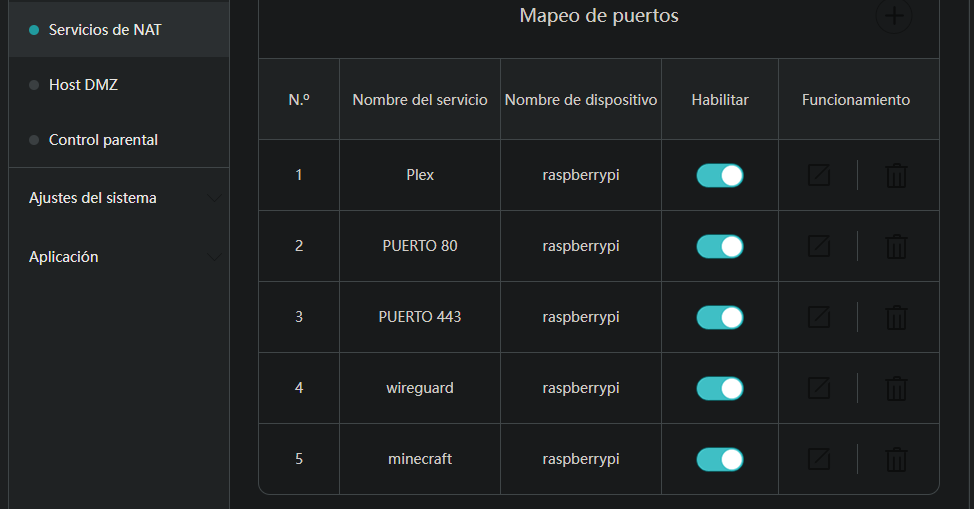 Servicios de NAT
Host DMZ
Control parental
Ajustes del sistema
Aplicación
Mapeo de puertos
N.º Nombre del servicio Nombre de dispositivo Habilitar Funcionamiento
1 Plex raspberrypi
2 PUERTO 80 raspberrypi
3 PUERTO 443 raspberrypi
4 wireguard raspberrypi
5 minecraft raspberrypi